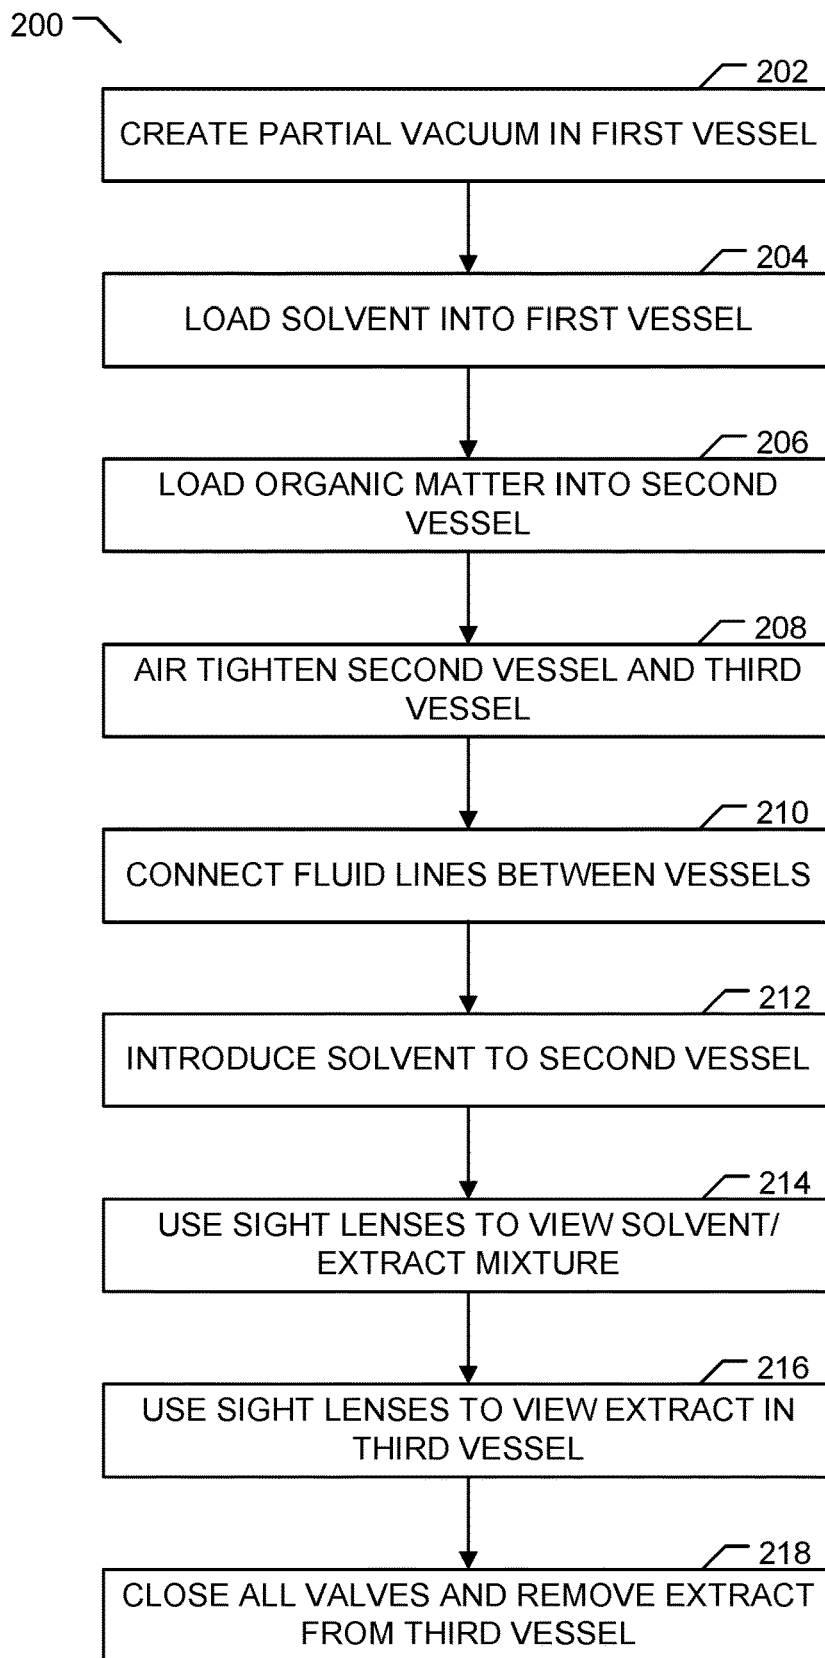 200
202
CREATE PARTIAL VACUUM IN FIRST VESSEL
204
LOAD SOLVENT INTO FIRST VESSEL
206
LOAD ORGANIC MATTER INTO SECOND
VESSEL
208
AIR TIGHTEN SECOND VESSEL AND THIRD
VESSEL
210
CONNECT FLUID LINES BETWEEN VESSELS
212
INTRODUCE SOLVENT TO SECOND VESSEL
214
USE SIGHT LENSES TO VIEW SOLVENT/
EXTRACT MIXTURE
216
USE SIGHT LENSES TO VIEW EXTRACT IN
THIRD VESSEL
218
CLOSE ALL VALVES AND REMOVE EXTRACT
FROM THIRD VESSEL